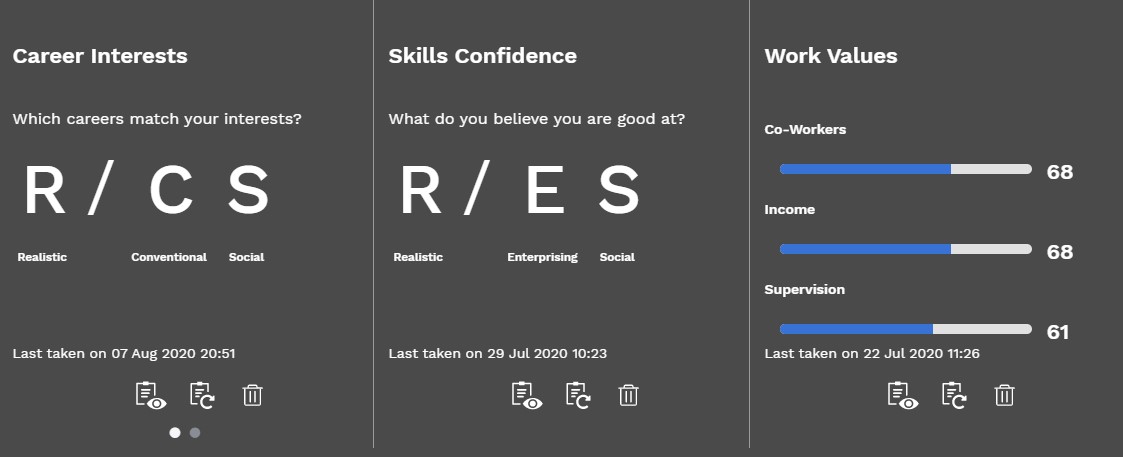 Career Interests
Which careers match your interests?
R / C S
Realistic Conventional Social
Last taken on 07 Aug 2020 20:51
Skills Confidence
What do you believe you are good at?
R / E S
Realistic Enterprising Social
Last taken on 29 Jul 2020 10:23
Work Values
Co-Workers
68
Income
68
Supervision
61
Last taken on 22 Jul 2020 11:26